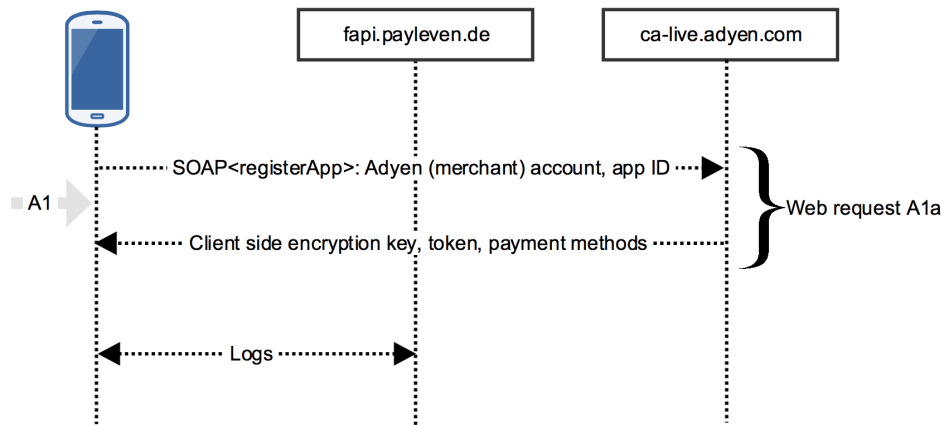 fapi.payleven.de
ca-live.adyen.com
SOAP<registerApp>: Adyen (merchant) account, app ID
A1
Web request A1a
Client side encryption key, token, payment methods
Logs